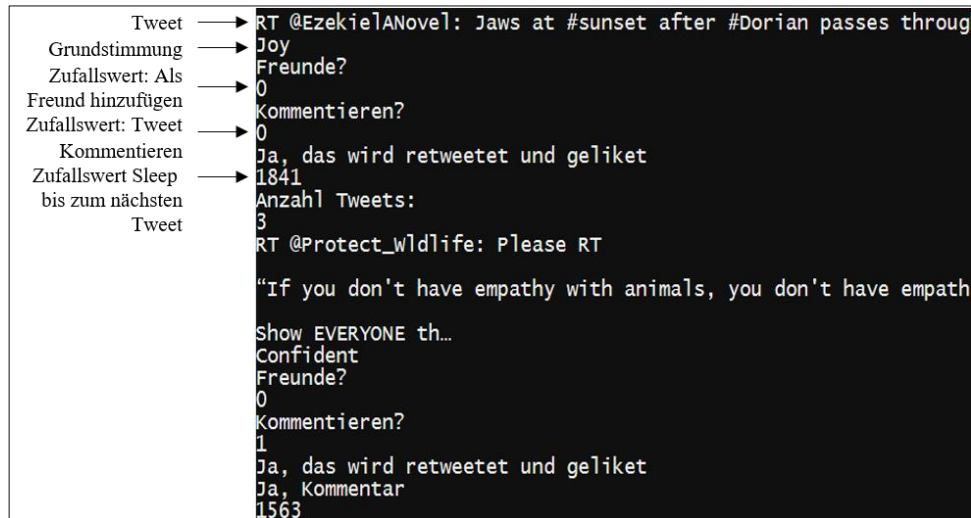 Tweet
Grundstimmung
Zufallswert: Als
Freund hinzufügen
Zufallswert: Tweet
Kommentieren
Zufallswert Sleep
bis zum nächsten
Tweet
RT @EzekielANovel: Jaws at #sunset after #Dorian passes throug
Joy
Freunde?
0
Kommentieren?
0
Ja, das wird retweetet und geliket
1841
Anzahl Tweets:
3
RT @Protect_Wldlife: Please RT
“If you don't have empathy with animals, you don't have empath
Show EVERYONE th…
Confident
Freunde?
0
Kommentieren?
1
Ja, das wird retweetet und geliket
Ja, Kommentar
1563